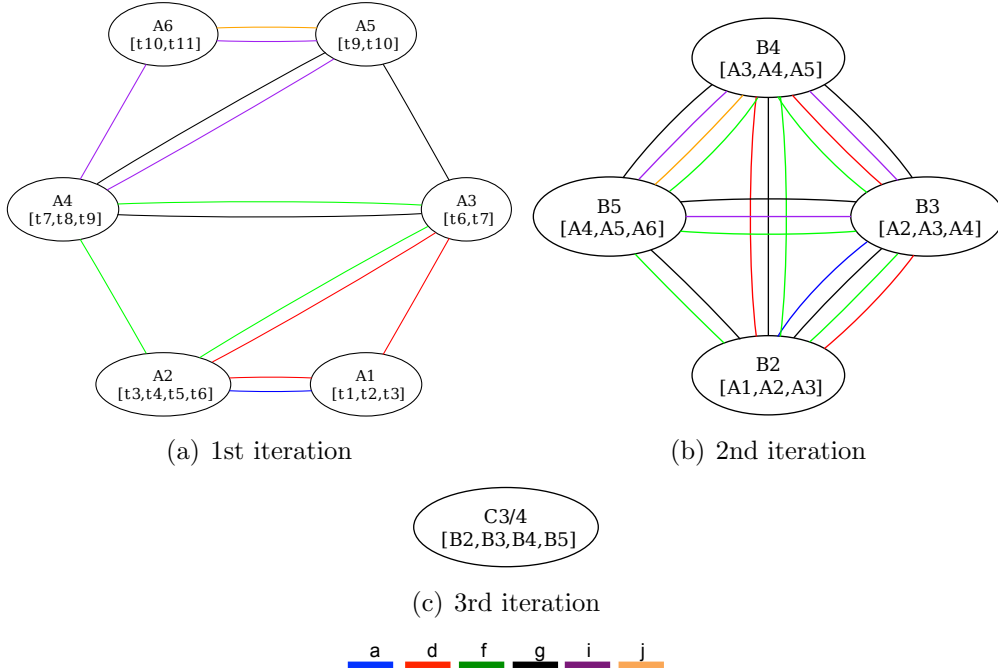 A6
[t10,t11]
A5
[t9,t10]
A4
[t7,t8,t9]
A3
[t6,t7]
A2
[t3,t4,t5,t6]
A1
[t1,t2,t3]
(a) 1st iteration
B4
[A3,A4,A5]
B5
[A4,A5,A6]
B3
[A2,A3,A4]
B2
[A1,A2,A3]
(b) 2nd iteration
C3/4
[B2,B3,B4,B5]
(c) 3rd iteration
a d f g i j